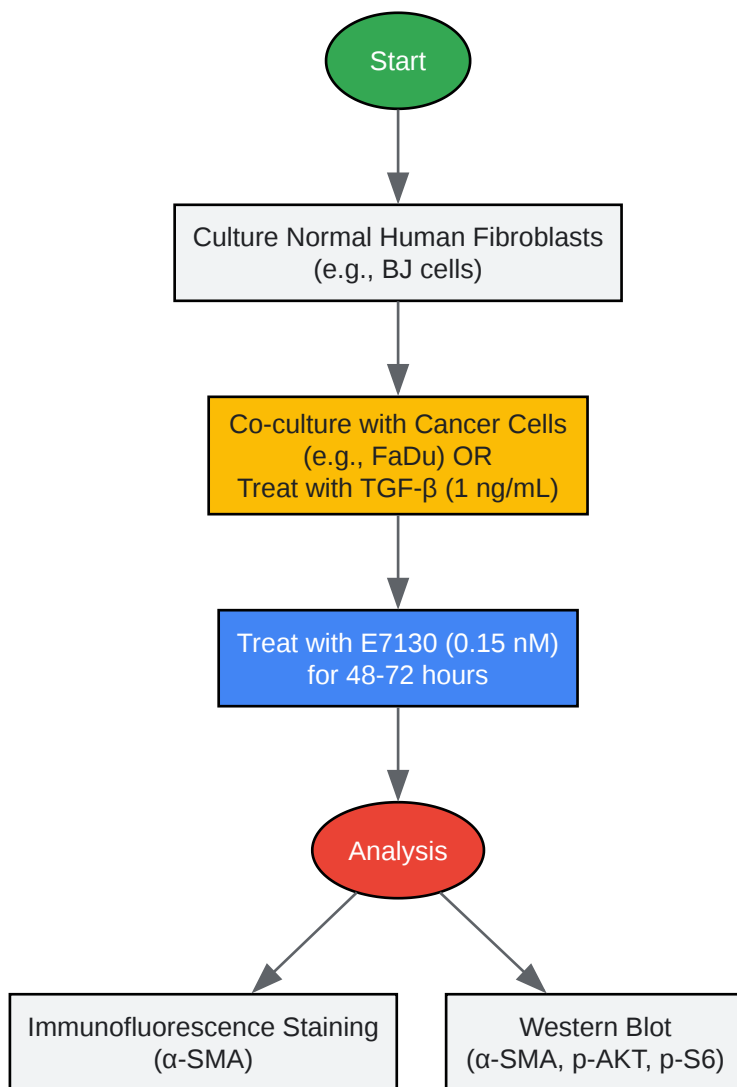 Start
Culture Normal Human Fibroblasts
(e.g., BJ cells)
Co-culture with Cancer Cells
(e.g., FaDu) OR
Treat with TGF-β (1 ng/mL)
Treat with E7130 (0.15 nM)
for 48-72 hours
Analysis
Immunofluorescence Staining
(α-SMA)
Western Blot
(α-SMA, p-AKT, p-S6)